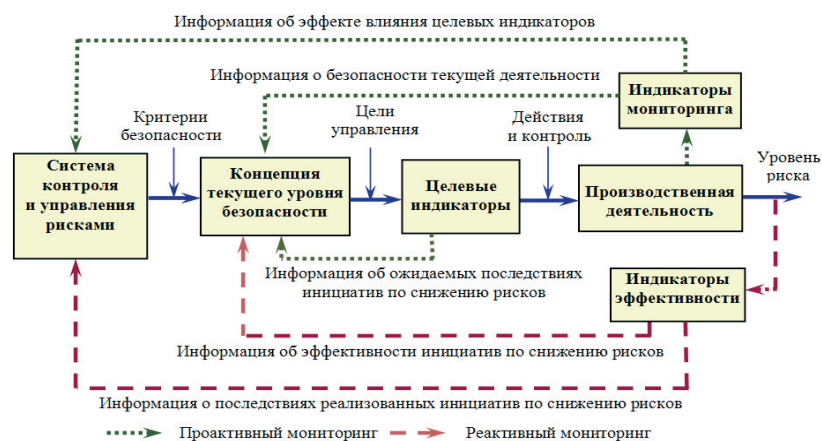 Информация об эффекте влияния целевых индикаторов
Информация о безопасности текущей деятельности
Индикаторы
мониторинга
Критерии
безопасности
Цели
управления
Действия
и контроль
Уровень
риска
Система
контроля
и управления
рисками
Концепция
текущего уровня
безопасности
Целевые
индикаторы
Производственная
деятельность
Информация об ожидаемых последствиях
инициатив по снижению рисков
Индикаторы
эффективности
Информация об эффективности инициатив по снижению рисков
Информация о последствиях реализованных инициатив по снижению рисков
Проактивный мониторинг
Реактивный мониторинг